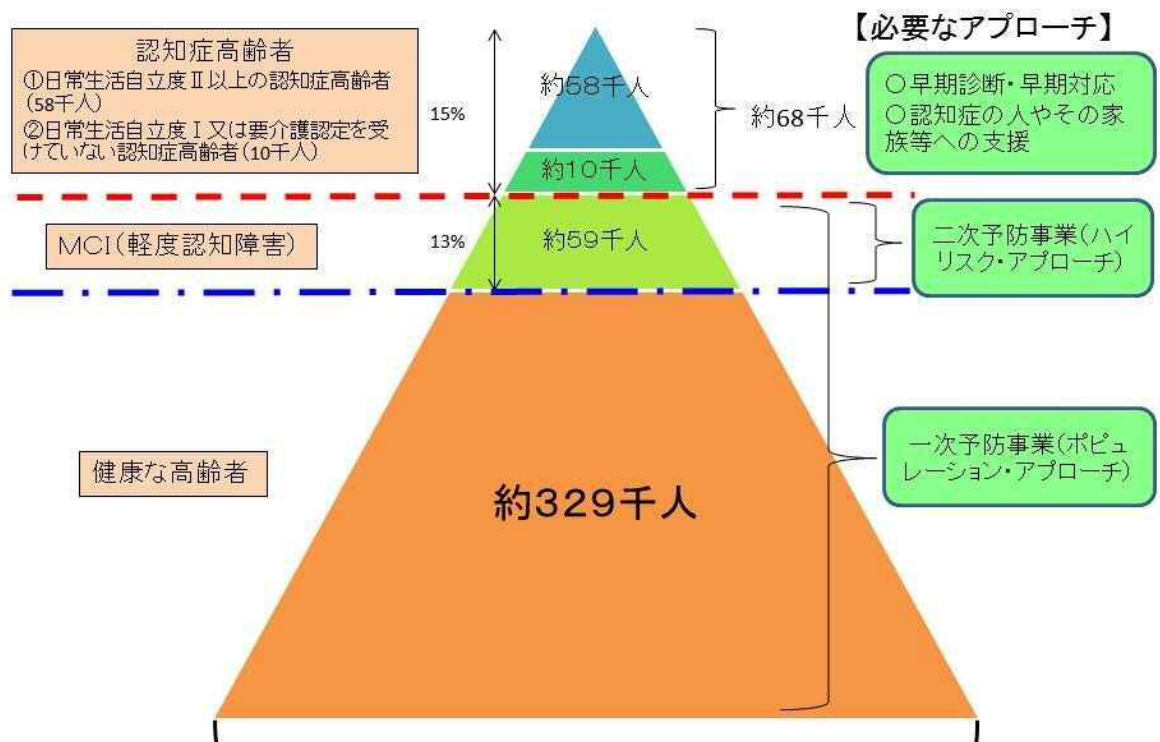 【必要なアプローチ】
認知症高齢者
①日常生活自立度Ⅱ以上の認知症高齢者
(58千人)
②日常生活自立度Ⅰ又は要介護認定を受
けていない認知症高齢者(10千人)
15%
約58千人
約10千人
約68千人
○早期診断・早期対応
○認知症の人やその家
族等への支援
MCI(軽度認知障害)
13%
約59千人
二次予防事業(ハイ
リスク・アプローチ)
健康な高齢者
約329千人
一次予防事業(ポピュ
レーション・アプローチ)